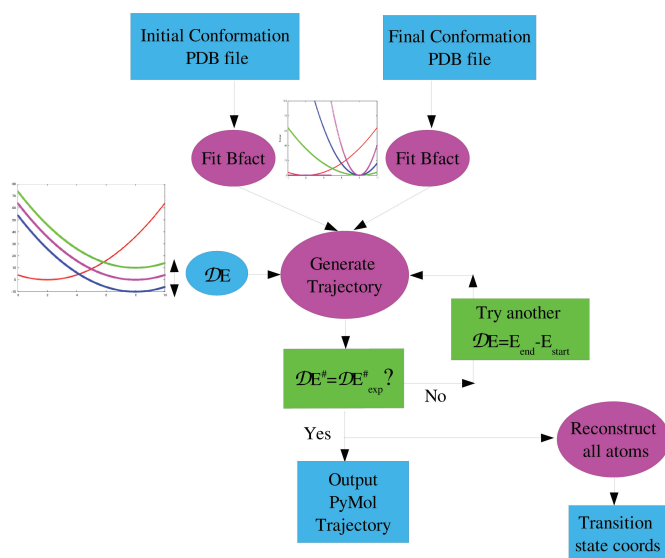 Initial Conformation
PDB file
Final Conformation
PDB file
Fit Bfact
Fit Bfact
𝒟E
Generate
Trajectory
Try another
𝒟E=E_end-E_start
𝒟E#=𝒟E#_exp?
No
Yes
Reconstruct
all atoms
Output
PyMol
Trajectory
Transition
state coords